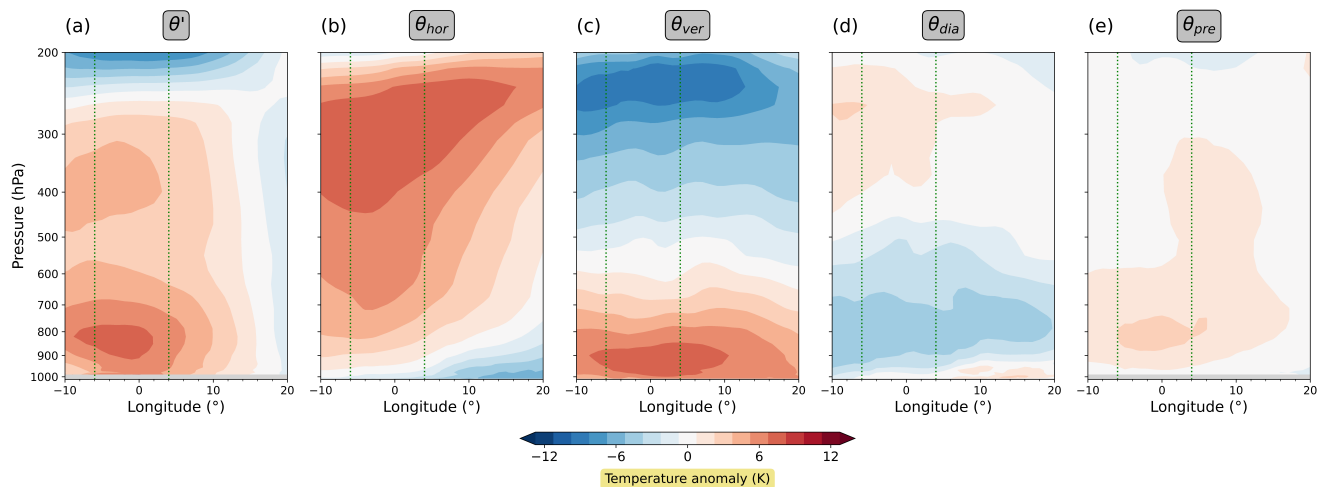 (a) θ' (b) θhor (c) θver (d) θdia (e) θpre
200
300
400
500
600
700
800
900
1000
Pressure (hPa)
−10 0 10 20 −10 0 10 20 −10 0 10 20 −10 0 10 20 −10 0 10 20
Longitude (°) Longitude (°) Longitude (°) Longitude (°) Longitude (°)
−12 −6 0 6 12
Temperature anomaly (K)